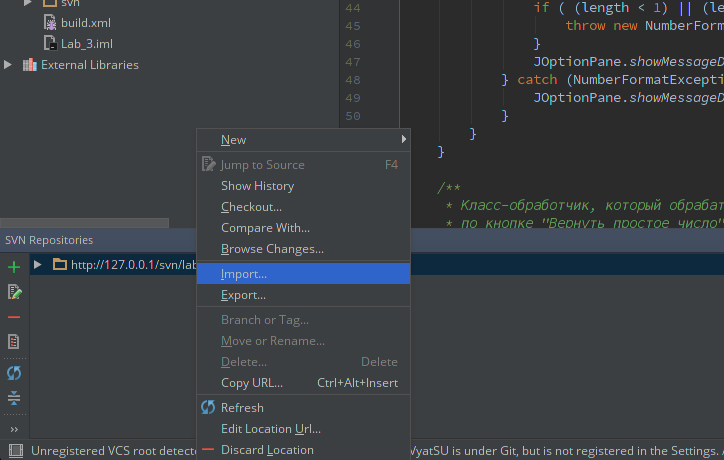 svn
build.xml
Lab_3.iml
External Libraries
44 if ( (length < 1) || (le
45 throw new NumberForm
46 }
47 JOptionPane.showMessageD
48 } catch (NumberFormatExcepti
49 JOptionPane.showMessageD
50 }
}
}
/**
* Класс-обработчик, который обрабат
* по кнопке "Вернуть простое число"
New
Jump to Source F4
Show History
Checkout...
Compare With...
Browse Changes...
Import...
Export...
Branch or Tag...
Move or Rename...
Delete... Delete
Copy URL... Ctrl+Alt+Insert
Refresh
Edit Location Url...
Discard Location
SVN Repositories
http://127.0.0.1/svn/lab
Unregistered VCS root detecte
VyatSU is under Git, but is not registered in the Settings.